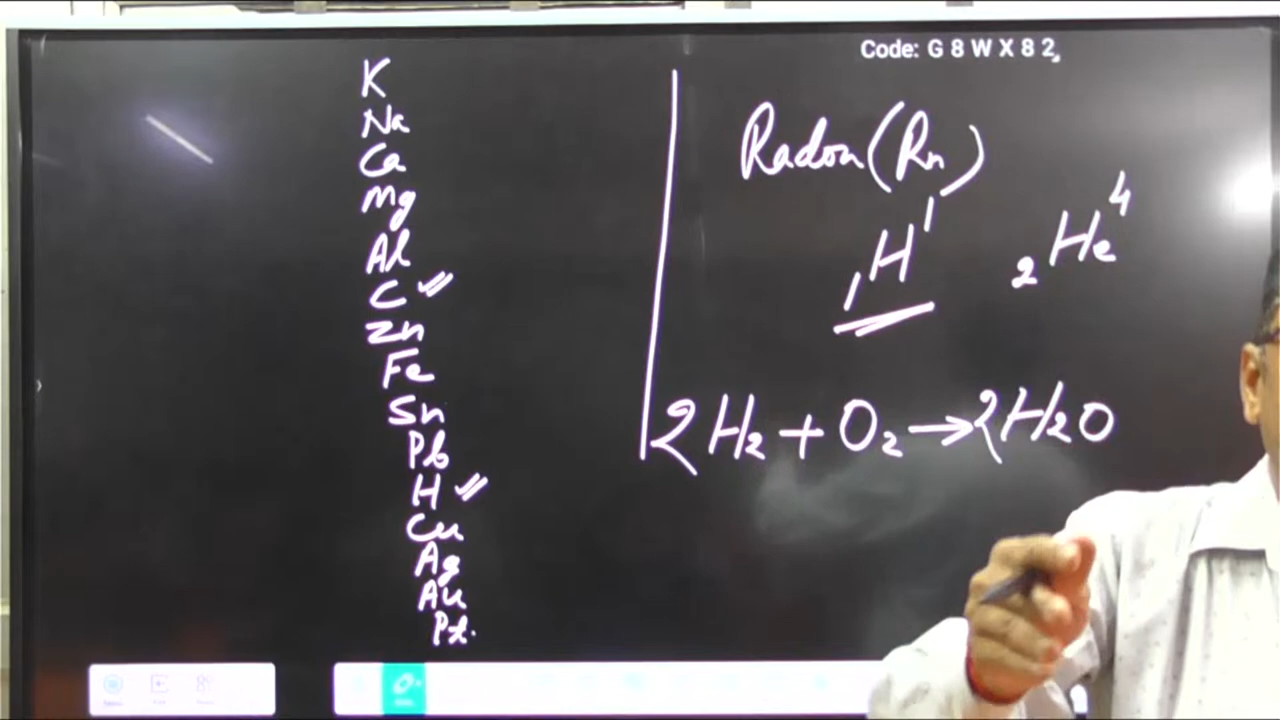 Code: G 8 W X 8 2
K
Na
Ca
Mg
Al
C
Zn
Fe
Sn
Pb
H
Cu
Ag
Au
Pt.
Radon (Rn)
₁H¹ ₂He⁴
2H₂ + O₂ → 2H₂O